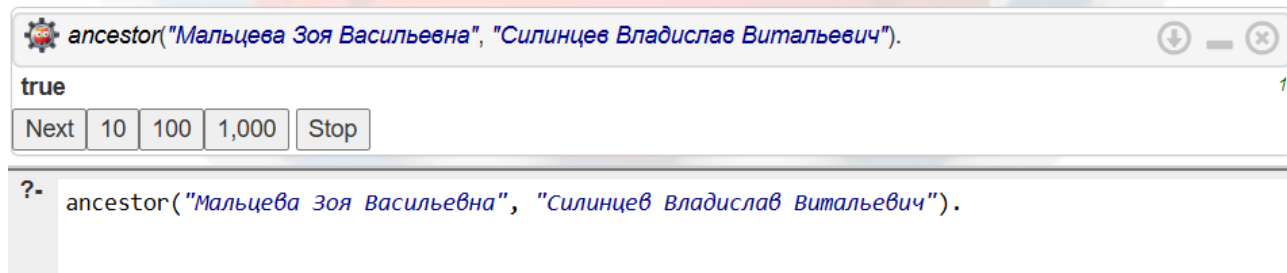 ancestor("Мальцева Зоя Васильевна", "Силинцев Владислав Витальевич").
true 1
Next 10 100 1,000 Stop
?- ancestor("Мальцева Зоя Васильевна", "Силинцев Владислав Витальевич").